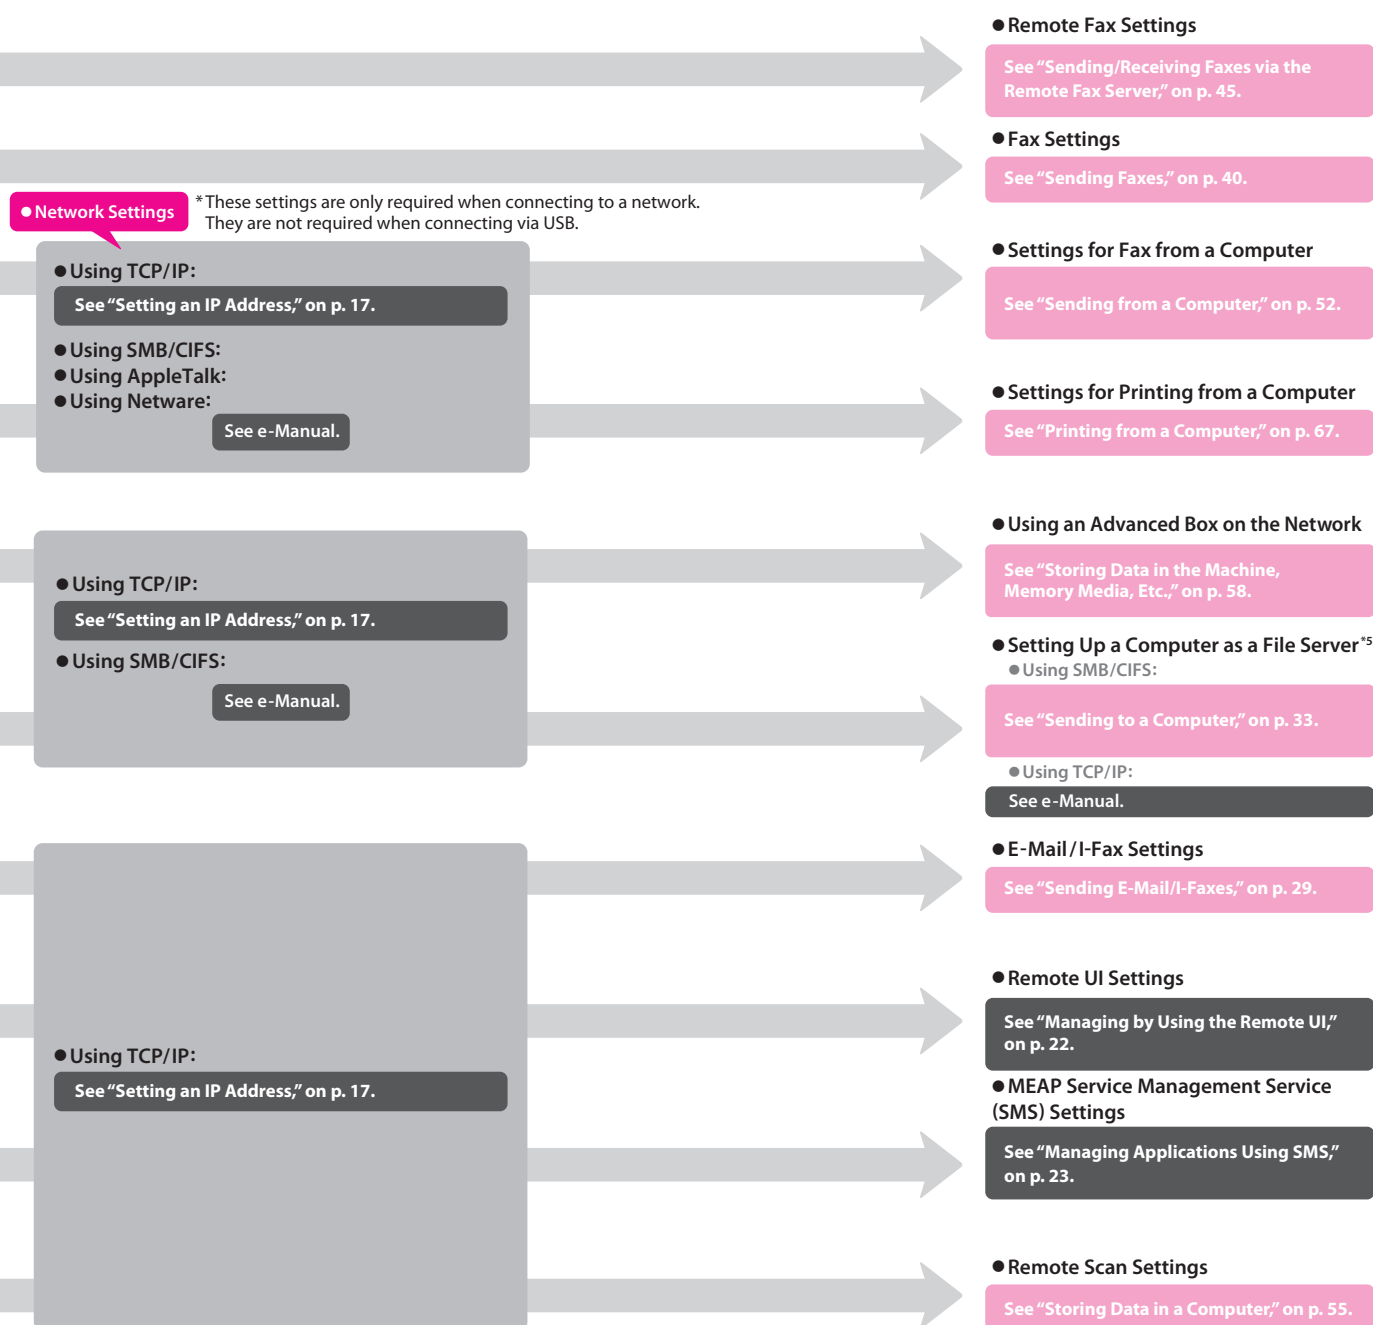 ●Remote Fax Settings
See “Sending/Receiving Faxes via the
Remote Fax Server,” on p. 45.
●Fax Settings
See “Sending Faxes,” on p. 40.
●Network Settings
*These settings are only required when connecting to a network.
They are not required when connecting via USB.
●Using TCP/IP:
See “Setting an IP Address,” on p. 17.
●Using SMB/CIFS:
●Using AppleTalk:
●Using Netware:
See e-Manual.
●Settings for Fax from a Computer
See “Sending from a Computer,” on p. 52.
●Settings for Printing from a Computer
See “Printing from a Computer,” on p. 67.
●Using TCP/IP:
See “Setting an IP Address,” on p. 17.
●Using SMB/CIFS:
See e-Manual.
●Using an Advanced Box on the Network
See “Storing Data in the Machine,
Memory Media, Etc.,” on p. 58.
●Setting Up a Computer as a File Server*5
●Using SMB/CIFS:
See “Sending to a Computer,” on p. 33.
●Using TCP/IP:
See e-Manual.
●E-Mail/I-Fax Settings
See “Sending E-Mail/I-Faxes,” on p. 29.
●Using TCP/IP:
See “Setting an IP Address,” on p. 17.
●Remote UI Settings
See “Managing by Using the Remote UI,”
on p. 22.
●MEAP Service Management Service
(SMS) Settings
See “Managing Applications Using SMS,”
on p. 23.
●Remote Scan Settings
See “Storing Data in a Computer,” on p. 55.